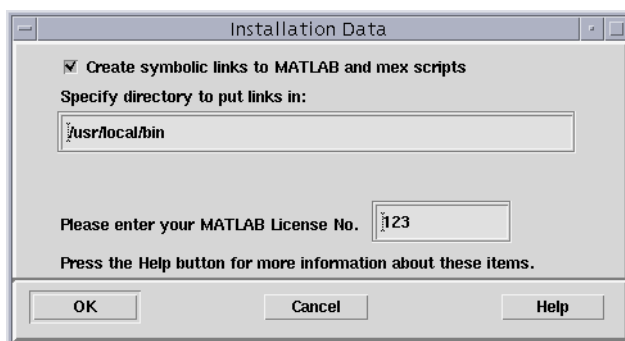 Installation Data
Create symbolic links to MATLAB and mex scripts
Specify directory to put links in:
/usr/local/bin
Please enter your MATLAB License No. 123
Press the Help button for more information about these items.
OK Cancel Help